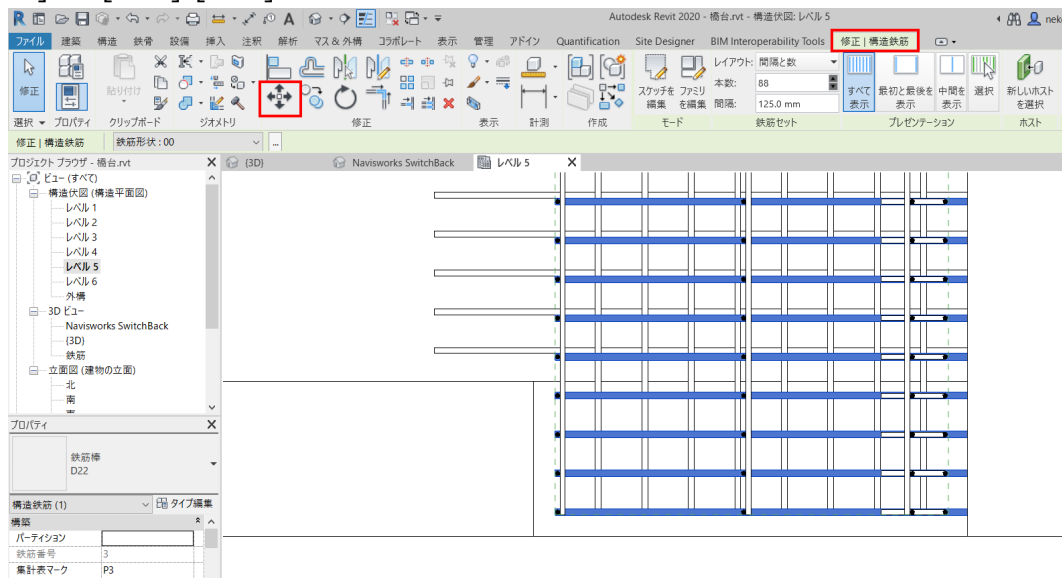 Autodesk Revit 2020 - 橋台.rvt - 構造伏図: レベル 5
ファイル 建築 構造 鉄骨 鉄骨 設備 挿入 注釈 解析 マス & 外構 コラボレート 表示 管理 アドイン Quantification Site Designer BIM Interoperability Tools 修正 | 構造鉄筋
修正 貼り付け スケッチを編集 ファミリを編集 レイアウト: 間隔と数 すべて表示 最初と最後を表示 中間を表示 選択 新しいホストを選択
本数: 88
間隔: 125.0 mm
選択 プロパティ クリップボード ジオメトリ 修正 表示 計測 作成 モード 鉄筋セット プレゼンテーション ホスト
修正 | 構造鉄筋 鉄筋形状 : 00 ...
プロジェクト ブラウザ - 橋台.rvt
{3D} Navisworks SwitchBack レベル 5
ビュー (すべて)
構造伏図 (構造平面図)
レベル 1
レベル 2
レベル 3
レベル 4
レベル 5
レベル 6
外構
3D ビュー
Navisworks SwitchBack
{3D}
鉄筋
立面図 (建物の立面)
北
南
プロパティ
鉄筋棒
D22
構造鉄筋 (1) タイプ編集
構築
パーティション
鉄筋番号 3
集計表マーク P3